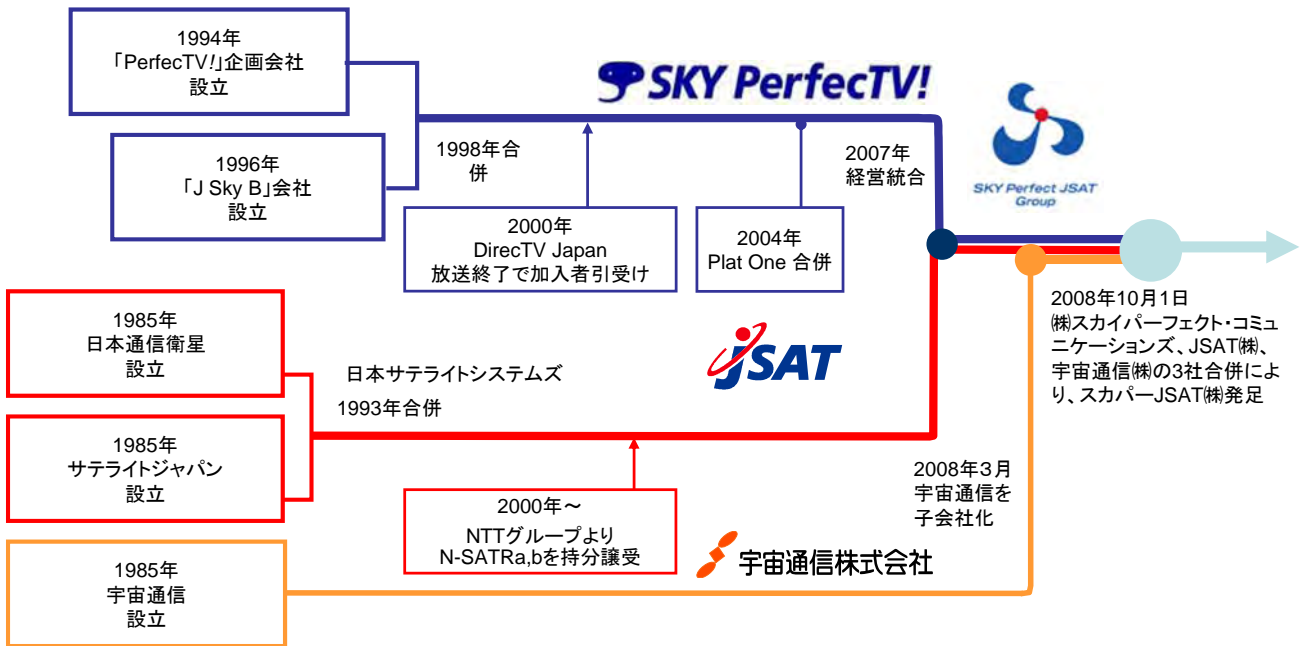 1994年
「PerfecTV!」企画会社
設立
1996年
「J Sky B」会社
設立
1998年合
併
SKY PerfecTV!
2000年
DirecTV Japan
放送終了で加入者引受け
2004年
Plat One 合併
2007年
経営統合
SKY Perfect JSAT
Group
1985年
日本通信衛星
設立
1985年
サテライトジャパン
設立
日本サテライトシステムズ
1993年合併
JSAT
2000年~
NTTグループより
N-SATRa,bを持分譲受
1985年
宇宙通信
設立
宇宙通信株式会社
2008年3月
宇宙通信を
子会社化
2008年10月1日
㈱スカイパーフェクト・コミュ
ニケーションズ、JSAT㈱、
宇宙通信㈱の3社合併によ
り、スカパーJSAT㈱発足